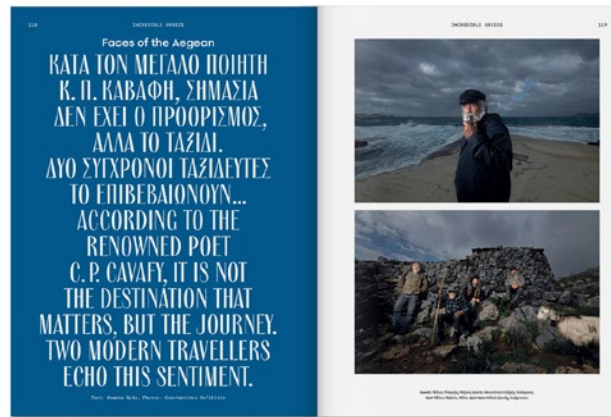 118
INCREDIBLE GREECE
Faces of the Aegean
ΚΑΤΑ ΤΟΝ ΜΕΓΑΛΟ ΠΟΙΗΤΗ
Κ. Π. ΚΑΒΑΦΗ, ΣΗΜΑΣΙΑ
ΔΕΝ ΕΧΕΙ Ο ΠΡΟΟΡΙΣΜΟΣ,
ΑΛΛΑ ΤΟ ΤΑΞΙΔΙ.
ΔΥΟ ΣΥΓΧΡΟΝΟΙ ΤΑΞΙΔΕΥΤΕΣ
ΤΟ ΕΠΙΒΕΒΑΙΩΝΟΥΝ...
ACCORDING TO THE
RENOWNED POET
C. P. CAVAFY, IT IS NOT
THE DESTINATION THAT
MATTERS, BUT THE JOURNEY.
TWO MODERN TRAVELLERS
ECHO THIS SENTIMENT.
INCREDIBLE GREECE
119